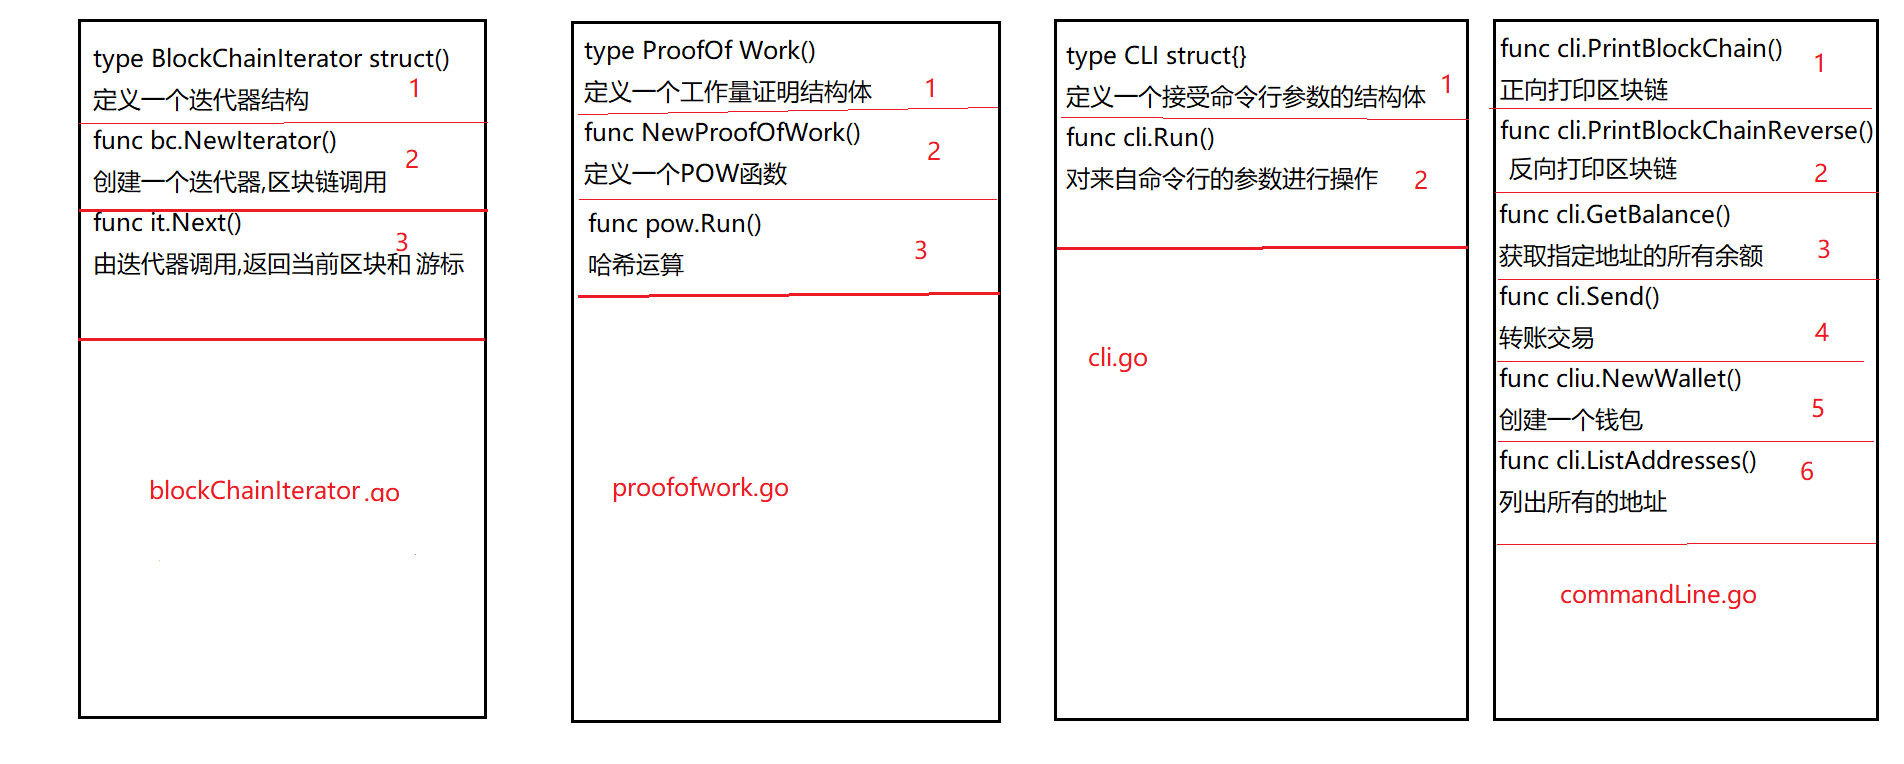 type BlockChainIterator struct()
定义一个迭代器结构
1
func bc.NewIterator()
创建一个迭代器,区块链调用
2
func it.Next()
由迭代器调用,返回当前区块和 游标
3
blockChainIterator .go
type ProofOf Work()
定义一个工作量证明结构体
1
func NewProofOfWork()
定义一个POW函数
2
func pow.Run()
哈希运算
3
proofofwork.go
type CLI struct{}
定义一个接受命令行参数的结构体
1
func cli.Run()
对来自命令行的参数进行操作
2
cli.go
func cli.PrintBlockChain()
正向打印区块链
1
func cli.PrintBlockChainReverse()
反向打印区块链
2
func cli.GetBalance()
获取指定地址的所有余额
3
func cli.Send()
转账交易
4
func cliu.NewWallet()
创建一个钱包
5
func cli.ListAddresses()
列出所有的地址
6
commandLine.go